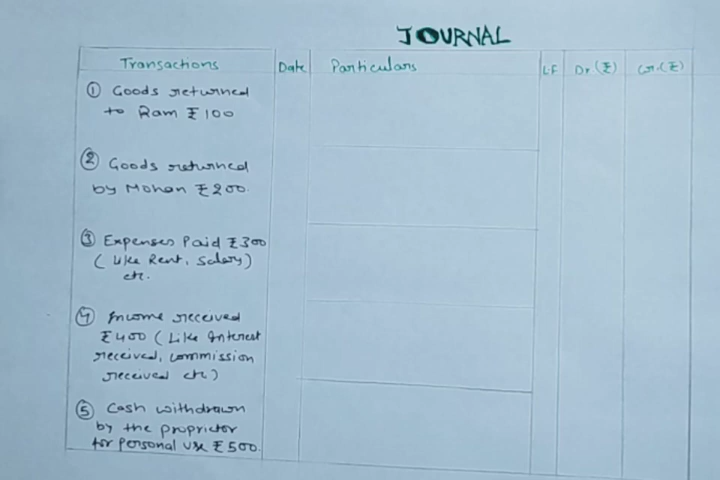 JOURNAL
Transactions Date Particulars L.F Dr (₹) Cr. (₹)
① Goods returned
to Ram ₹100
② Goods returned
by Mohan ₹200.
③ Expenses Paid ₹300
(Like Rent, Salary)
etc.
④ Income received
₹400 (Like Interest
received, commission
received etc)
⑤ Cash withdrawn
by the proprietor
for personal use ₹500.